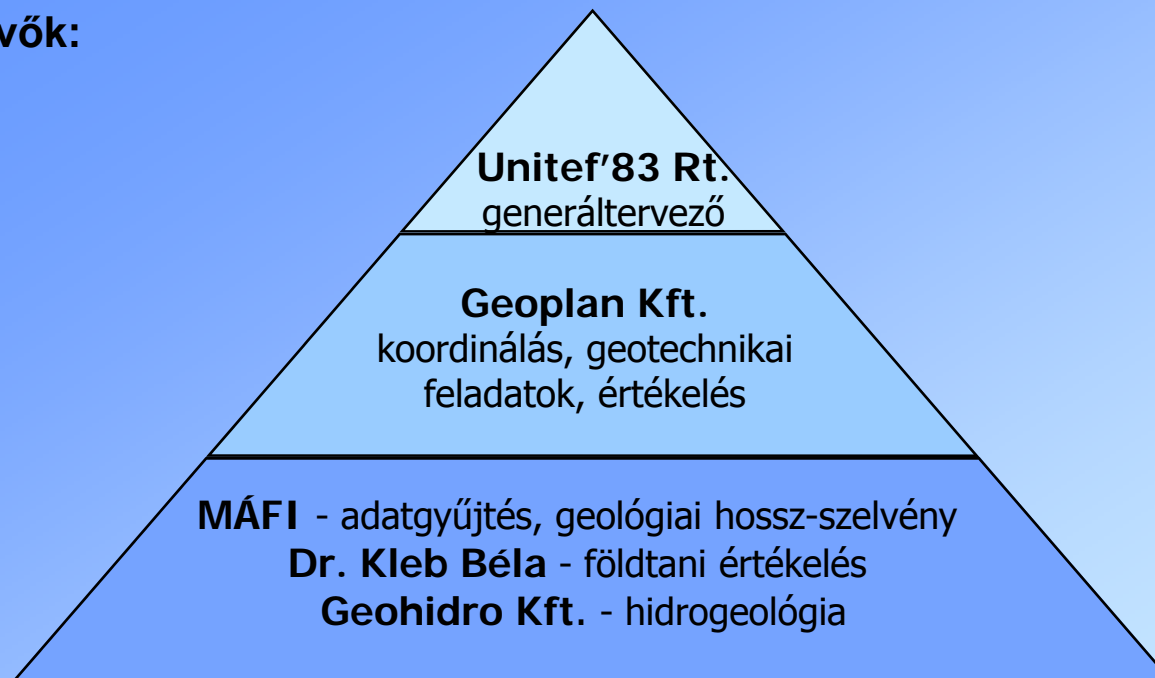 vők:
Unitef'83 Rt.
generáltervező
Geoplan Kft.
koordinálás, geotechnikai
feladatok, értékelés
MÁFI - adatgyűjtés, geológiai hossz-szelvény
Dr. Kleb Béla - földtani értékelés
Geohidro Kft. - hidrogeológia